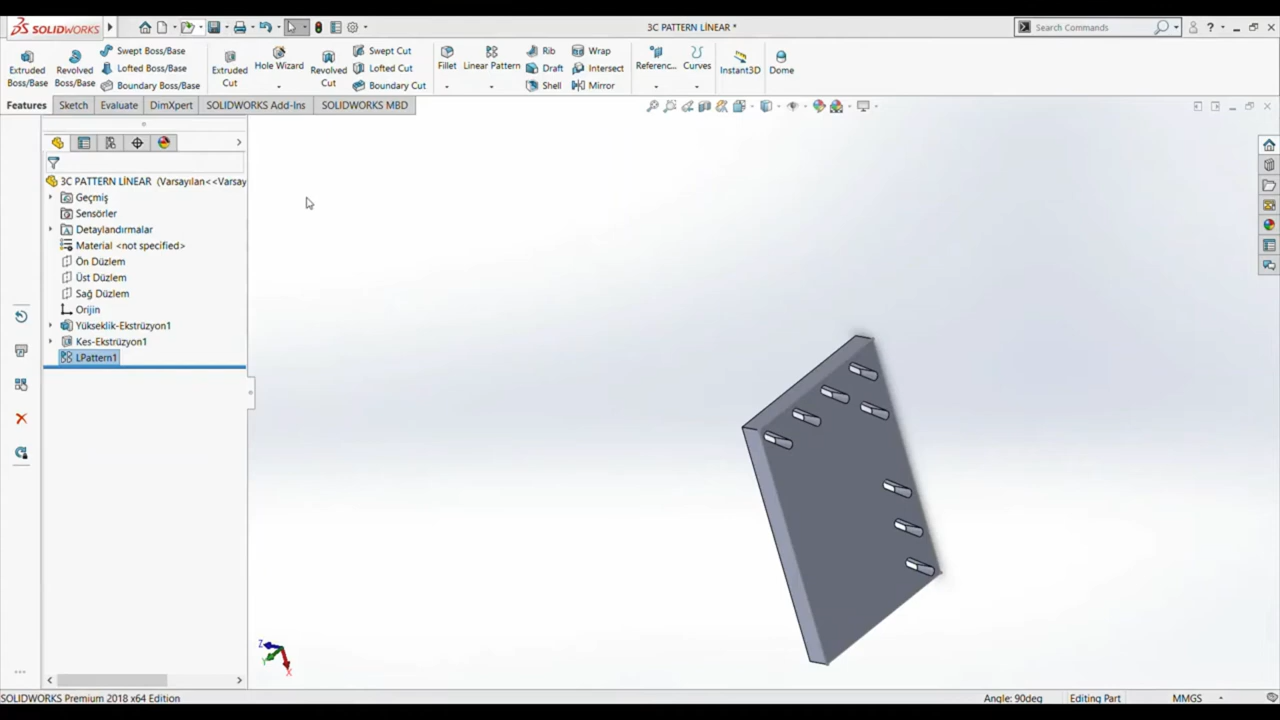 SOLIDWORKS
3C PATTERN LİNEAR *
Search Commands
Extruded Boss/Base
Revolved Boss/Base
Swept Boss/Base
Lofted Boss/Base
Boundary Boss/Base
Extruded Cut
Hole Wizard
Revolved Cut
Swept Cut
Lofted Cut
Boundary Cut
Fillet
Linear Pattern
Rib
Draft
Shell
Wrap
Intersect
Mirror
Referenc...
Curves
Instant3D
Dome
Features
Sketch
Evaluate
DimXpert
SOLIDWORKS Add-Ins
SOLIDWORKS MBD
3C PATTERN LİNEAR (Varsayılan<<Varsay
Geçmiş
Sensörler
Detaylandırmalar
Material <not specified>
Ön Düzlem
Üst Düzlem
Sağ Düzlem
Orijin
Yükseklik-Ekstrüzyon1
Kes-Ekstrüzyon1
LPattern1
Z
Y
X
SOLIDWORKS Premium 2018 x64 Edition
Angle: 90deg
Editing Part
MMGS